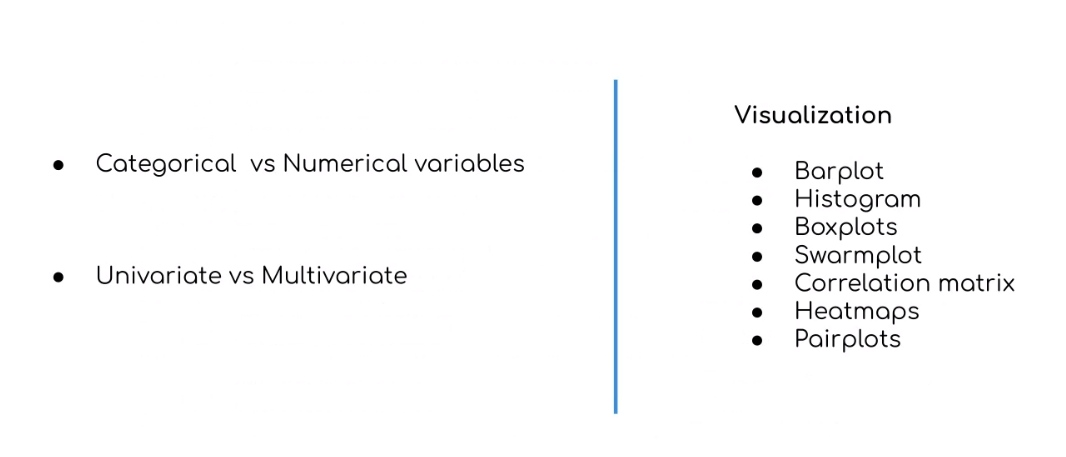 ● Categorical  vs Numerical variables
● Univariate vs Multivariate
Visualization
● Barplot
● Histogram
● Boxplots
● Swarmplot
● Correlation matrix
● Heatmaps
● Pairplots